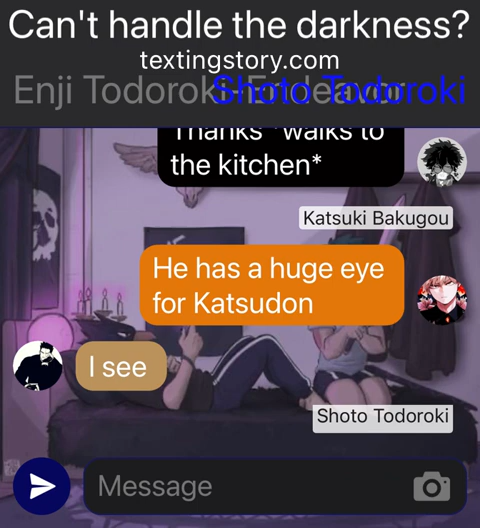 Can't handle the darkness?
textingstory.com
Enji Todoroki-Endeavor
Shoto Todoroki
Thanks *walks to
the kitchen*
Katsuki Bakugou
He has a huge eye
for Katsudon
I see
Shoto Todoroki
Message